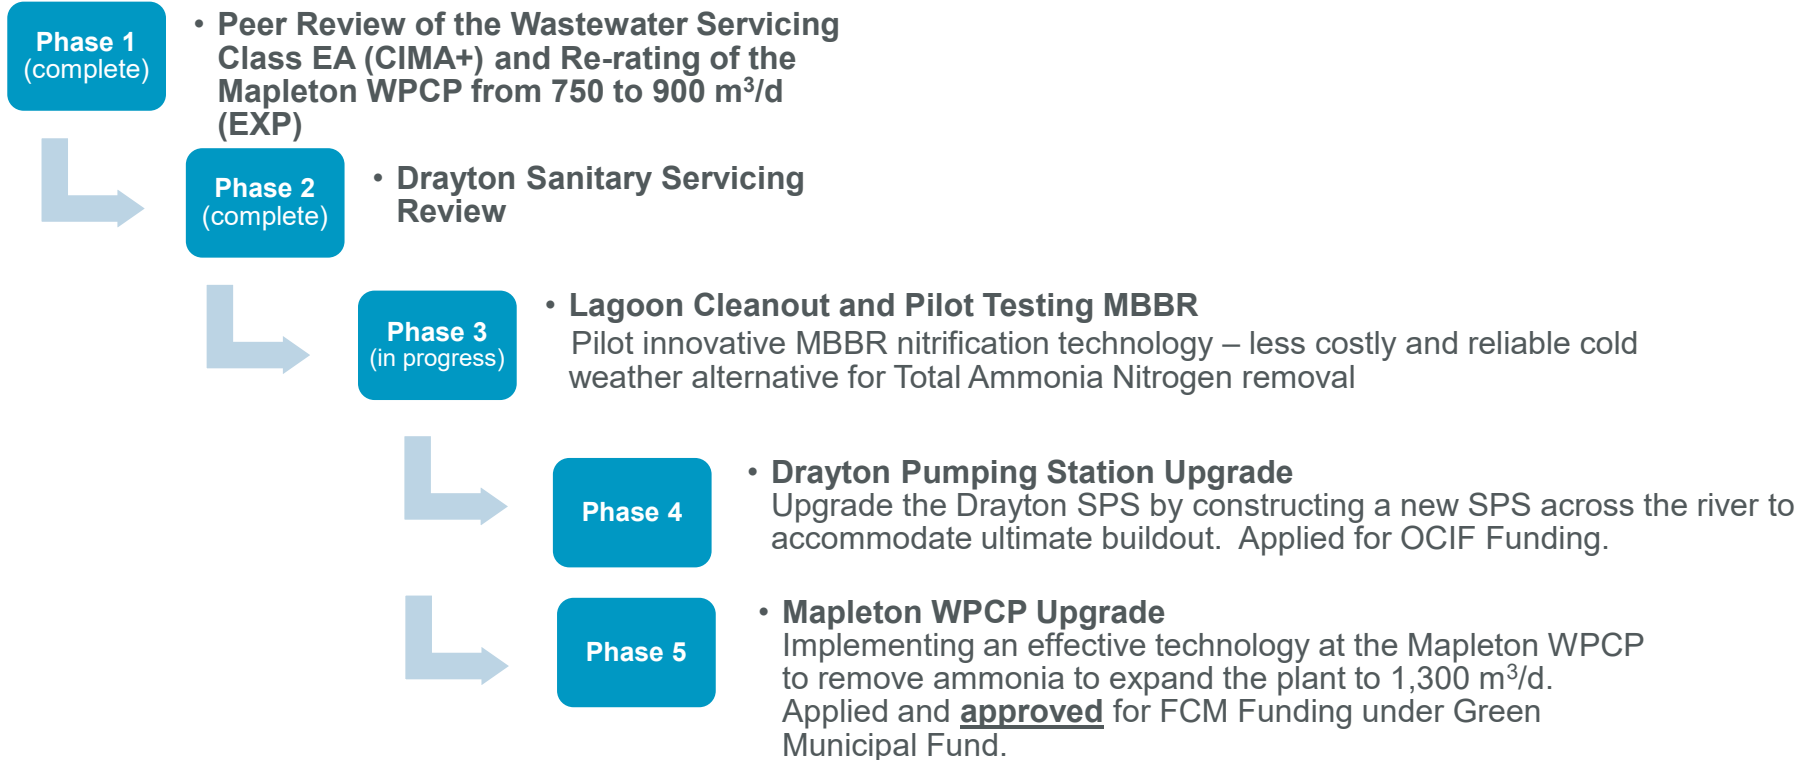 Phase 1
(complete)
• Peer Review of the Wastewater Servicing
Class EA (CIMA+) and Re-rating of the
Mapleton WPCP from 750 to 900 m³/d
(EXP)
Phase 2
(complete)
• Drayton Sanitary Servicing
Review
Phase 3
(in progress)
• Lagoon Cleanout and Pilot Testing MBBR
Pilot innovative MBBR nitrification technology – less costly and reliable cold
weather alternative for Total Ammonia Nitrogen removal
Phase 4
• Drayton Pumping Station Upgrade
Upgrade the Drayton SPS by constructing a new SPS across the river to
accommodate ultimate buildout. Applied for OCIF Funding.
Phase 5
• Mapleton WPCP Upgrade
Implementing an effective technology at the Mapleton WPCP
to remove ammonia to expand the plant to 1,300 m³/d.
Applied and approved for FCM Funding under Green
Municipal Fund.